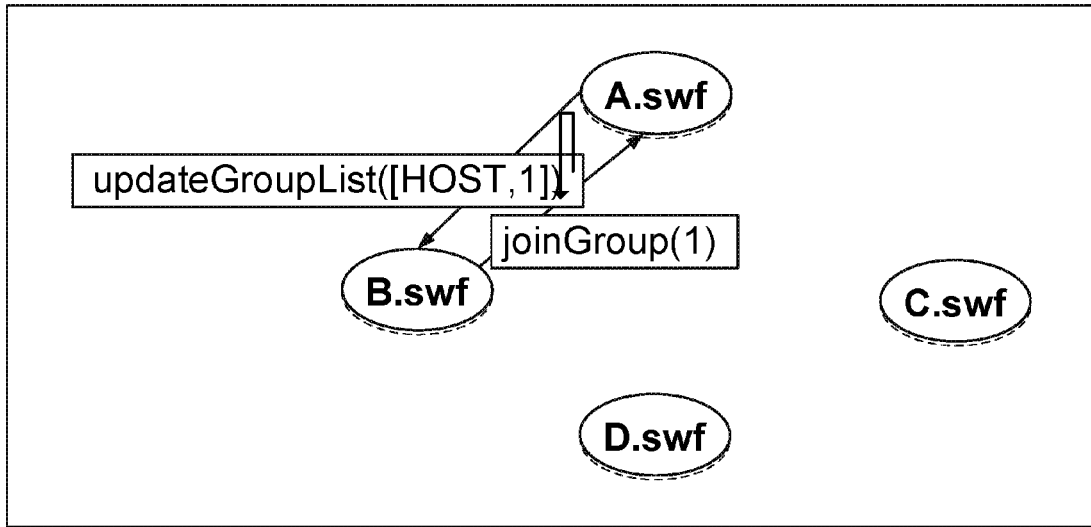 A.swf
updateGroupList([HOST,1])
joinGroup(1)
B.swf
C.swf
D.swf